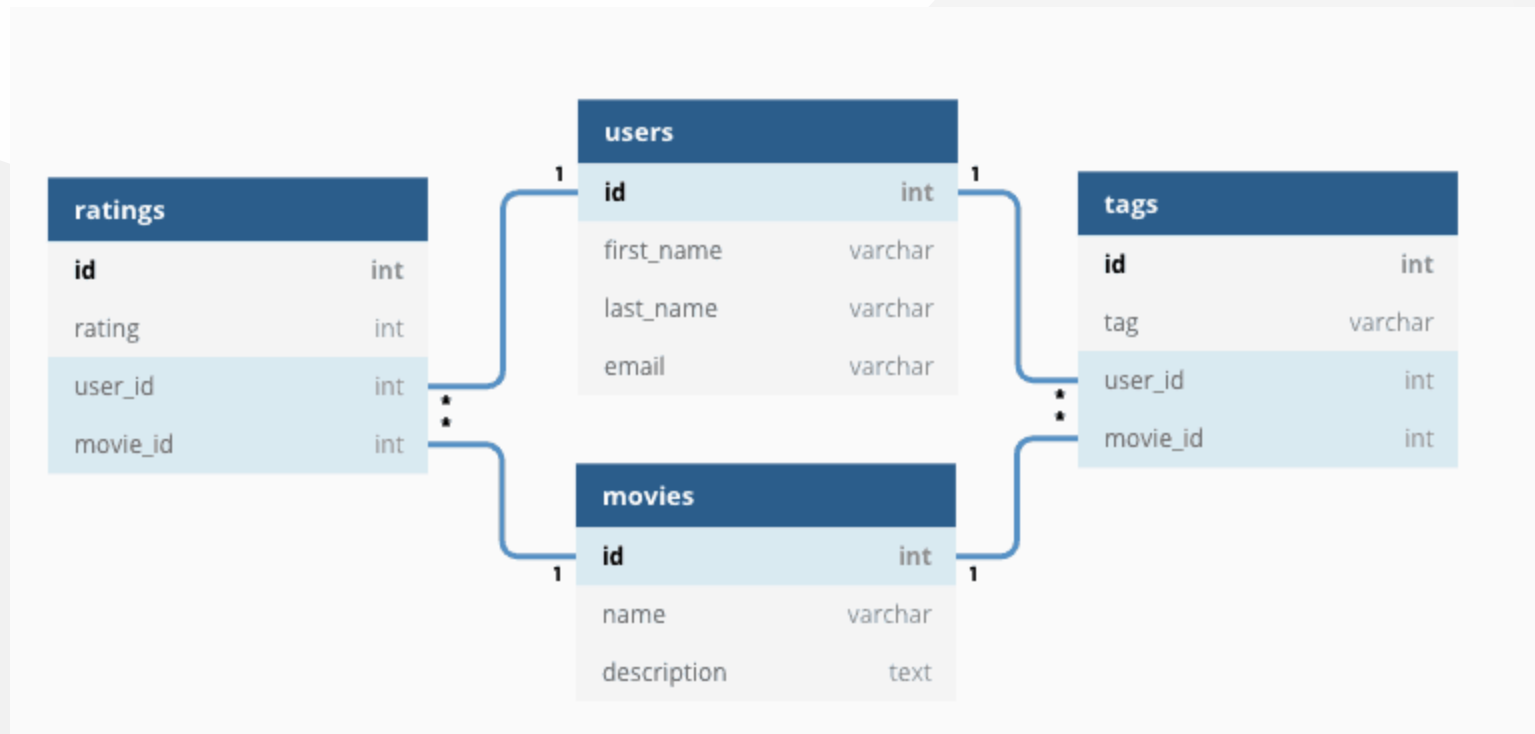 ratings
id int
rating int
user_id int
movie_id int
*
*
1
users
1
id int
first_name varchar
last_name varchar
email varchar
movies
id int
1
1
name varchar
description text
tags
id int
tag varchar
user_id int
movie_id int
*
*